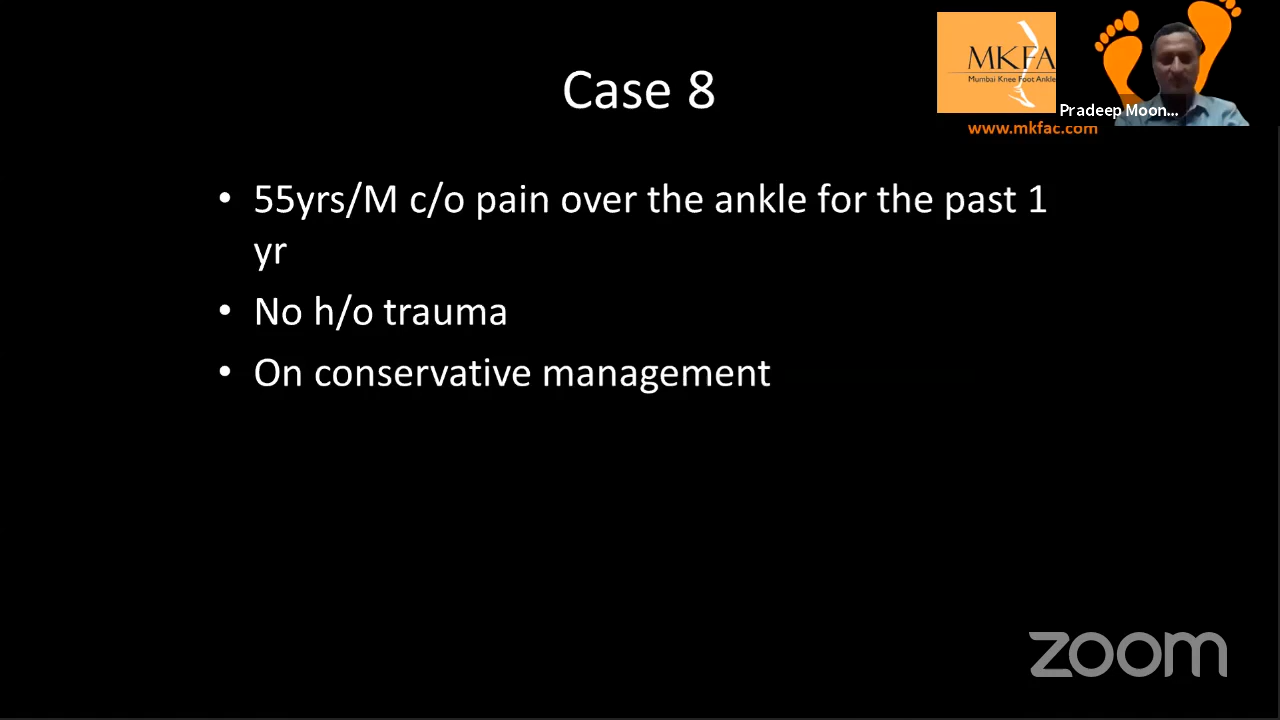 Case 8
MKFA
Mumbai Knee Foot Ankle
Pradeep Moon...
www.mkfac.com
• 55yrs/M c/o pain over the ankle for the past 1
yr
• No h/o trauma
• On conservative management
zoom